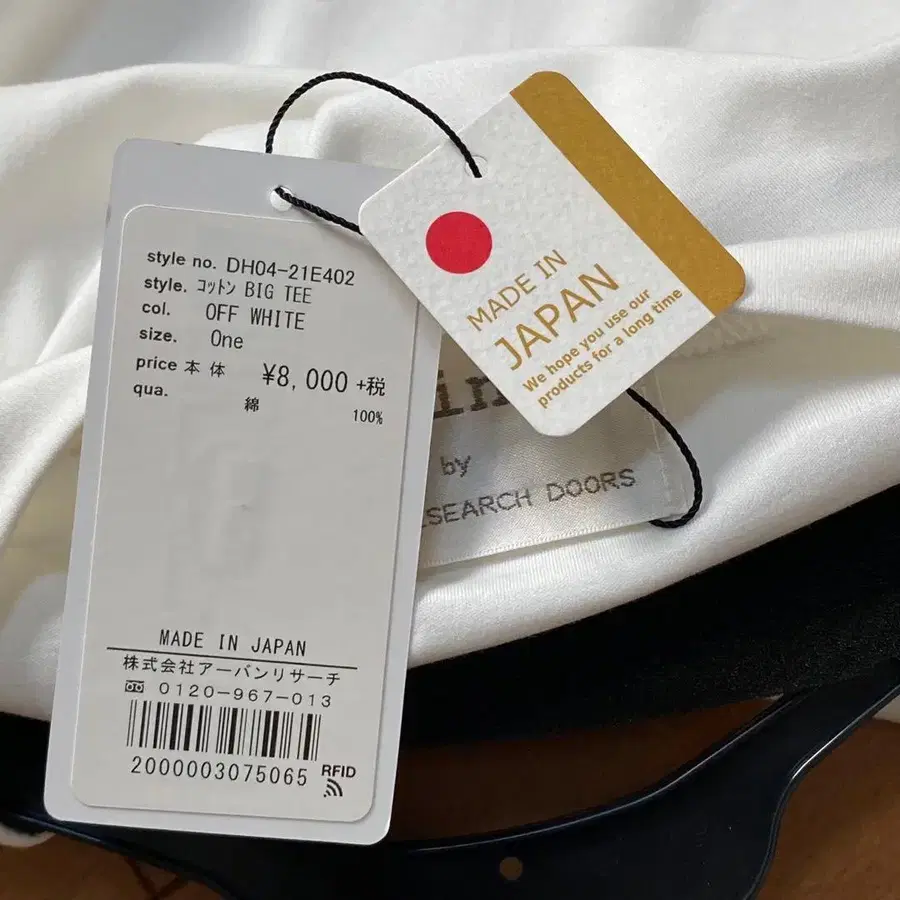 style no. DH04-21E402
style. ｺｯﾄﾝ BIG TEE
col. OFF WHITE
size. One
price 本体 ¥8,000 +税
qua.
綿 100%
MADE IN JAPAN
株式会社アーバンリサーチ
0120-967-013
2000003075065 RFID
MADE IN
JAPAN
We hope you use our
products for a long time
by
DOORS